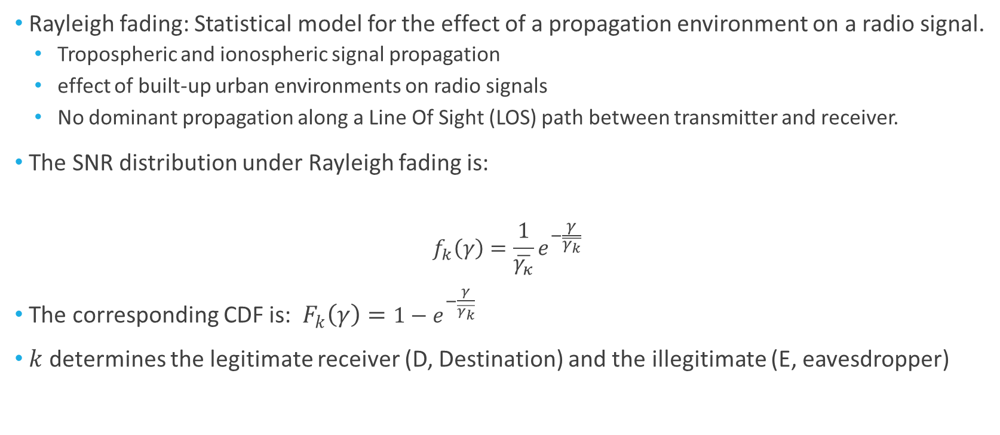 • Rayleigh fading: Statistical model for the effect of a propagation environment on a radio signal.
• Tropospheric and ionospheric signal propagation
• effect of built-up urban environments on radio signals
• No dominant propagation along a Line Of Sight (LOS) path between transmitter and receiver.
• The SNR distribution under Rayleigh fading is:
$f_k(\gamma) = \frac{1}{\overline{\gamma_\kappa}} e^{-\frac{\gamma}{\overline{\gamma_k}}}$
• The corresponding CDF is: $F_k(\gamma) = 1 - e^{-\frac{\gamma}{\overline{\gamma_k}}}$
• $k$ determines the legitimate receiver (D, Destination) and the illegitimate (E, eavesdropper)